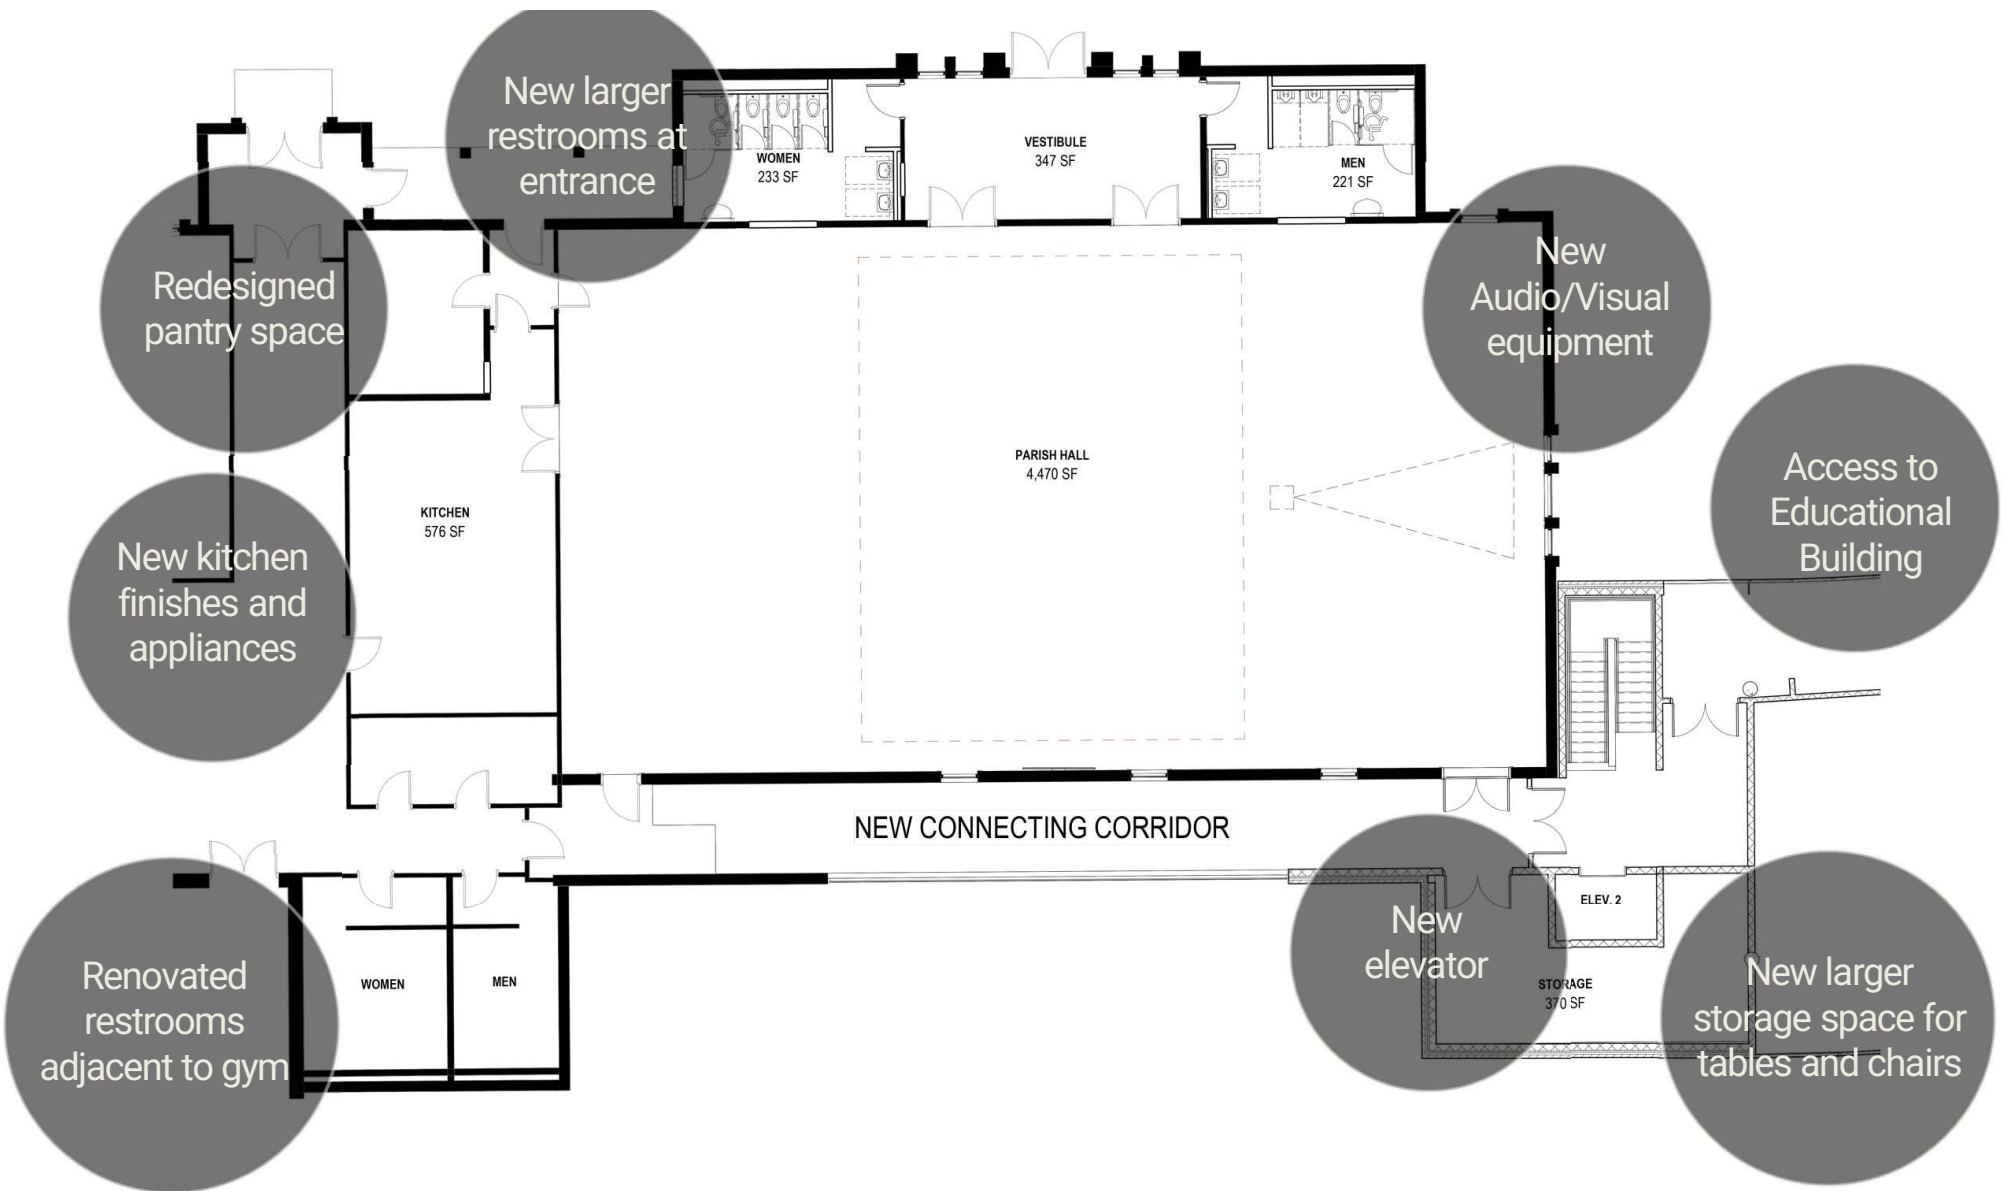 New larger
restrooms at
entrance
WOMEN
233 SF
VESTIBULE
347 SF
MEN
221 SF
Redesigned
pantry space
New
Audio/Visual
equipment
PARISH HALL
4,470 SF
Access to
Educational
Building
KITCHEN
576 SF
New kitchen
finishes and
appliances
NEW CONNECTING CORRIDOR
ELEV. 2
New
elevator
STORAGE
370 SF
New larger
storage space for
tables and chairs
Renovated
restrooms
adjacent to gym
WOMEN
MEN